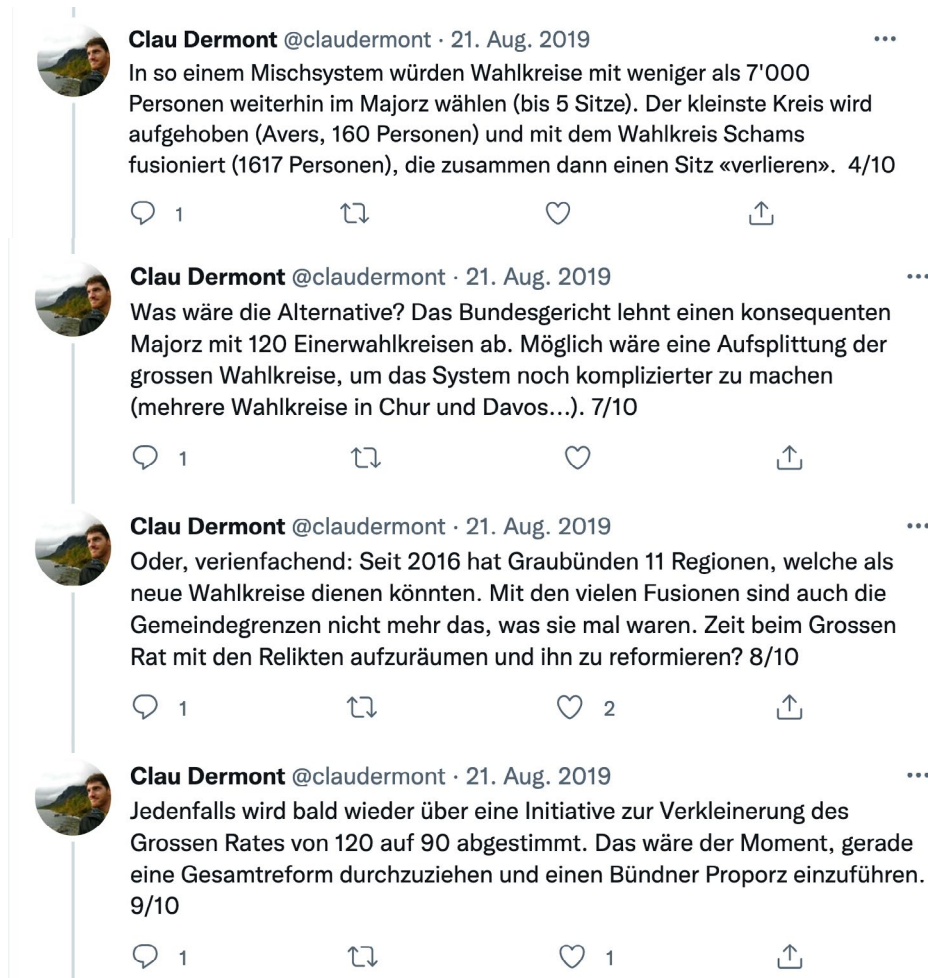 Clau Dermont @claudermont · 21. Aug. 2019 ...
In so einem Mischsystem würden Wahlkreise mit weniger als 7'000
Personen weiterhin im Majorz wählen (bis 5 Sitze). Der kleinste Kreis wird
aufgehoben (Avers, 160 Personen) und mit dem Wahlkreis Schams
fusioniert (1617 Personen), die zusammen dann einen Sitz «verlieren».  4/10
1
Clau Dermont @claudermont · 21. Aug. 2019 ...
Was wäre die Alternative? Das Bundesgericht lehnt einen konsequenten
Majorz mit 120 Einerwahlkreisen ab. Möglich wäre eine Aufsplittung der
grossen Wahlkreise, um das System noch komplizierter zu machen
(mehrere Wahlkreise in Chur und Davos...). 7/10
1
Clau Dermont @claudermont · 21. Aug. 2019 ...
Oder, verienfachend: Seit 2016 hat Graubünden 11 Regionen, welche als
neue Wahlkreise dienen könnten. Mit den vielen Fusionen sind auch die
Gemeindegrenzen nicht mehr das, was sie mal waren. Zeit beim Grossen
Rat mit den Relikten aufzuräumen und ihn zu reformieren? 8/10
1 2
Clau Dermont @claudermont · 21. Aug. 2019 ...
Jedenfalls wird bald wieder über eine Initiative zur Verkleinerung des
Grossen Rates von 120 auf 90 abgestimmt. Das wäre der Moment, gerade
eine Gesamtreform durchzuziehen und einen Bündner Proporz einzuführen.
9/10
1 1